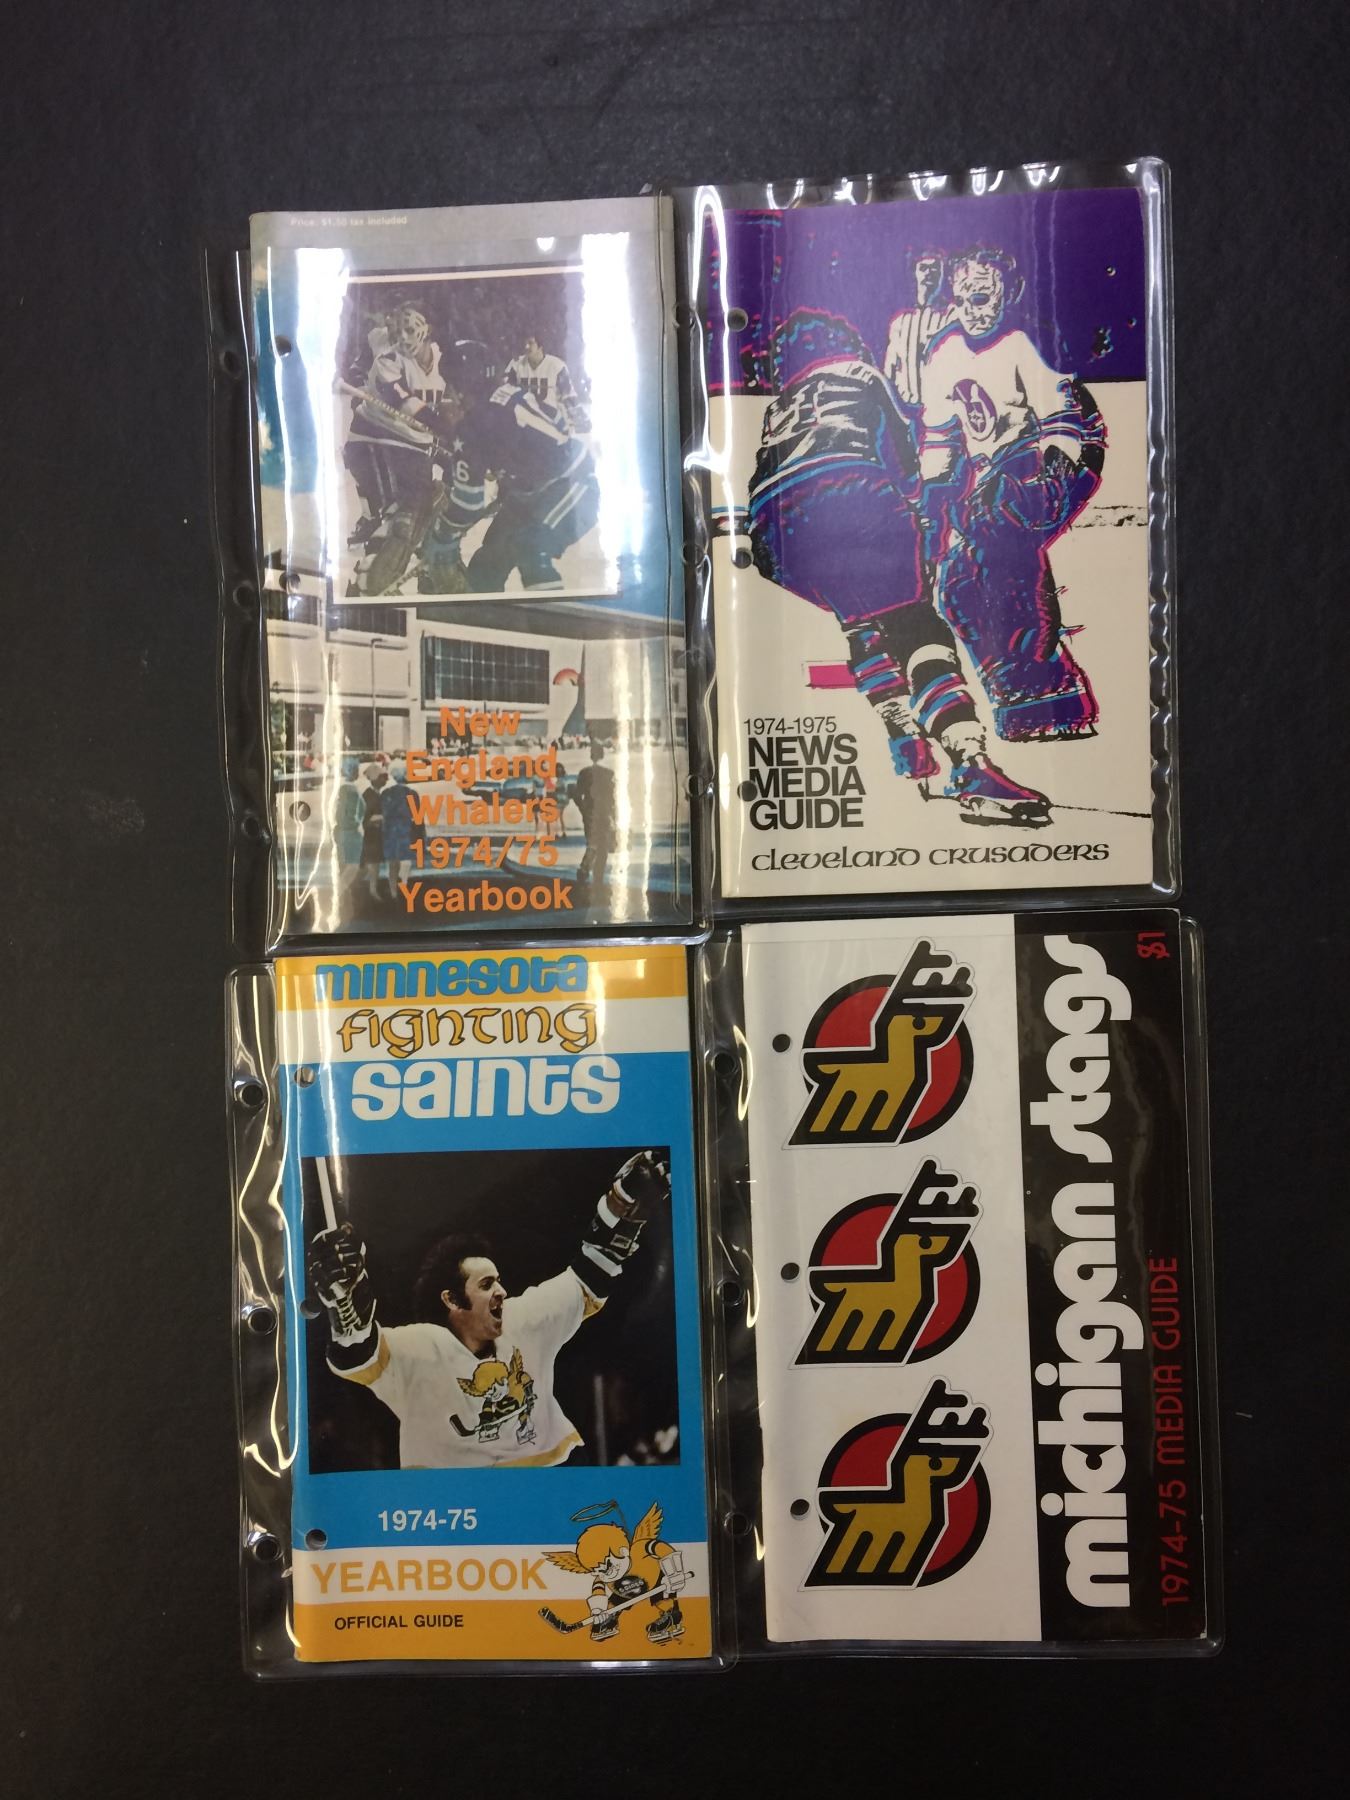 Price: $1.50 tax included
New
England
Whalers
1974/75
Yearbook
1974-1975
NEWS
MEDIA
GUIDE
cleveland crusaders
minnesota
fighting
saints
1974-75
YEARBOOK
OFFICIAL GUIDE
michigan stags
$1
1974-75 MEDIA GUIDE